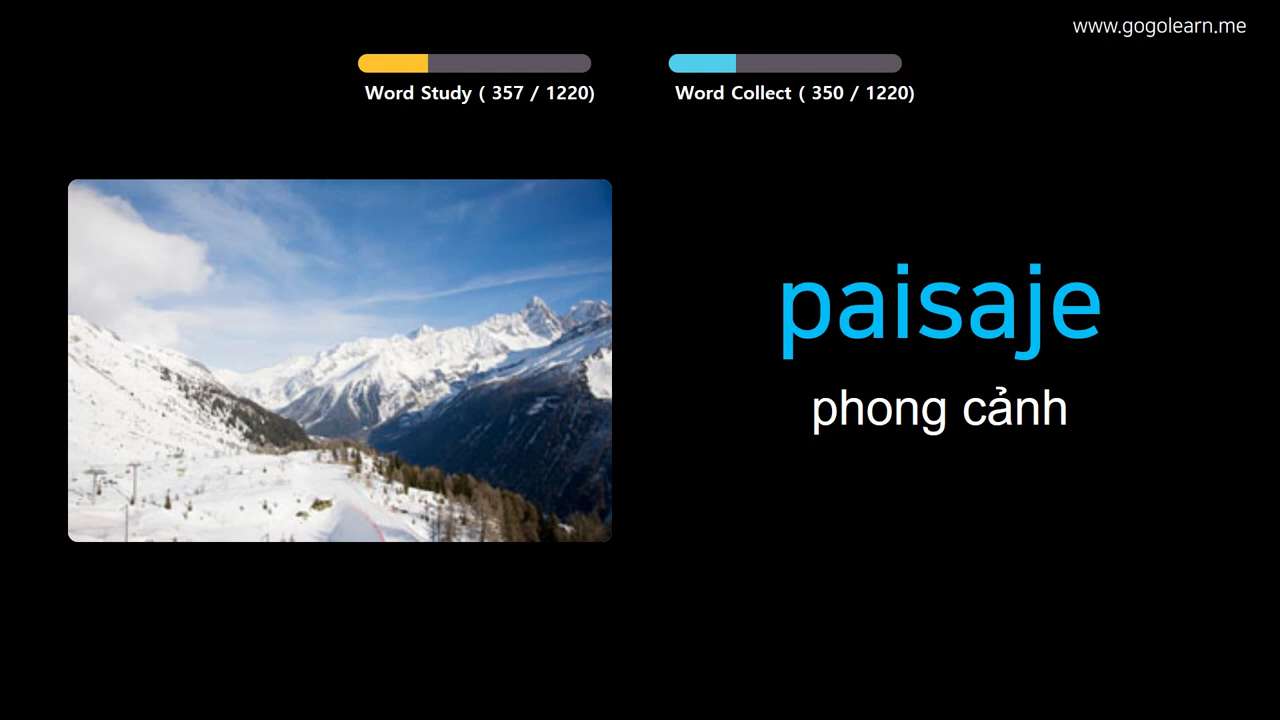 www.gogolearn.me
Word Study ( 357 / 1220)
Word Collect ( 350 / 1220)
paisaje
phong cảnh